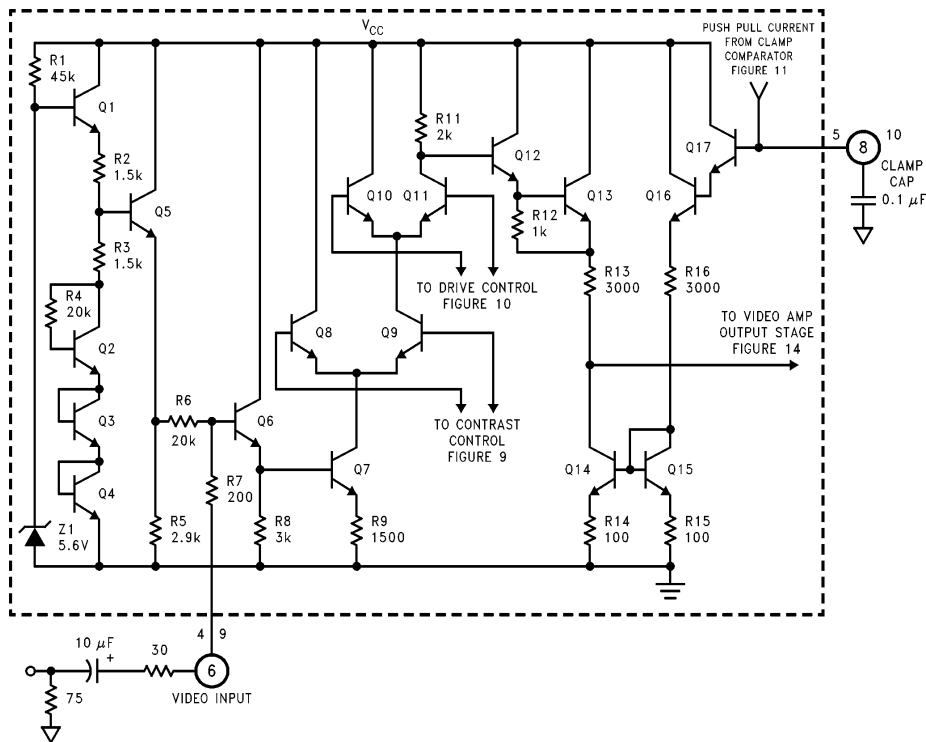 VCC
PUSH PULL CURRENT
FROM CLAMP
COMPARATOR
FIGURE 11
R1
45k
Q1
R11
2k
Q12
Q17
5
8
10
CLAMP
CAP
0.1 μF
R2
1.5k
Q5
Q10
Q11
Q13
Q16
R12
1k
R3
1.5k
R4
20k
TO DRIVE CONTROL
FIGURE 10
R13
3000
R16
3000
Q2
Q8
Q9
TO VIDEO AMP
OUTPUT STAGE
FIGURE 14
Q3
R6
20k
Q6
TO CONTRAST
CONTROL
FIGURE 9
Q4
R7
200
Q7
Q14
Q15
Z1
5.6V
R5
2.9k
R8
3k
R9
1500
R14
100
R15
100
4
9
10 μF
+
30
6
75
VIDEO INPUT